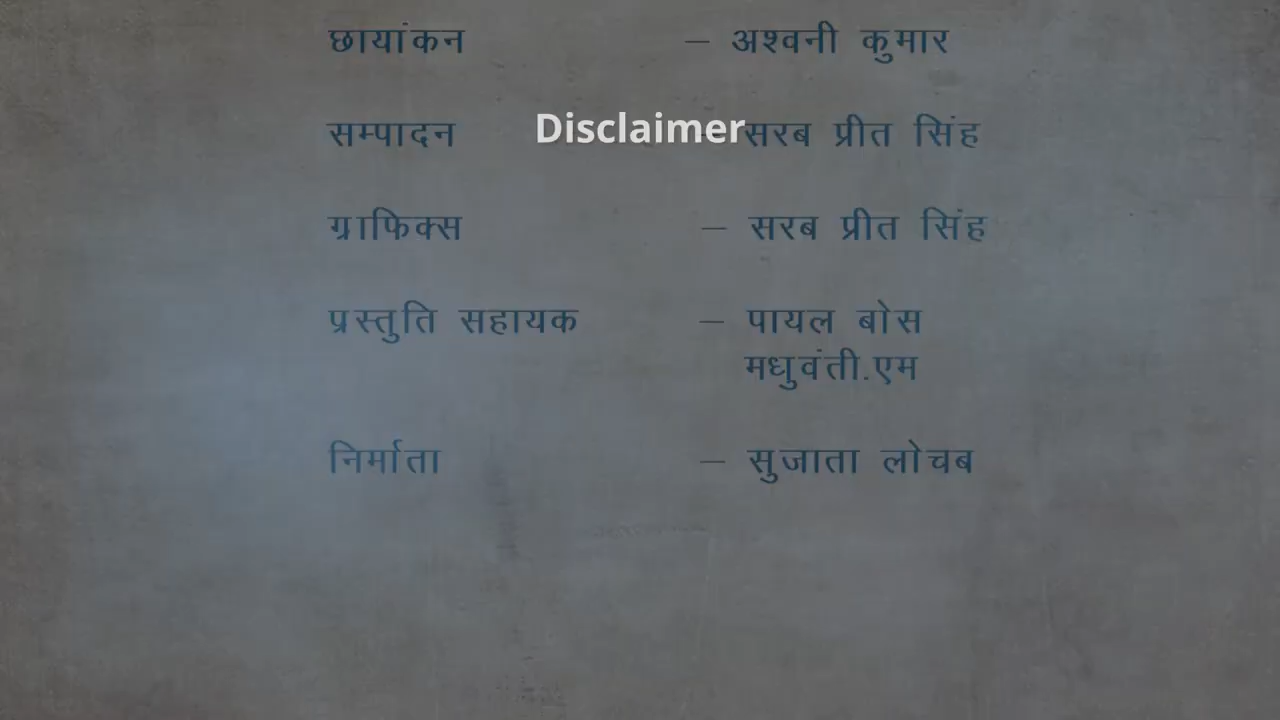 छायांकन – अश्वनी कुमार
Disclaimer
सम्पादन – सरब प्रीत सिंह
ग्राफिक्स – सरब प्रीत सिंह
प्रस्तुति सहायक – पायल बोस
मधुवंती.एम
निर्माता – सुजाता लोचब